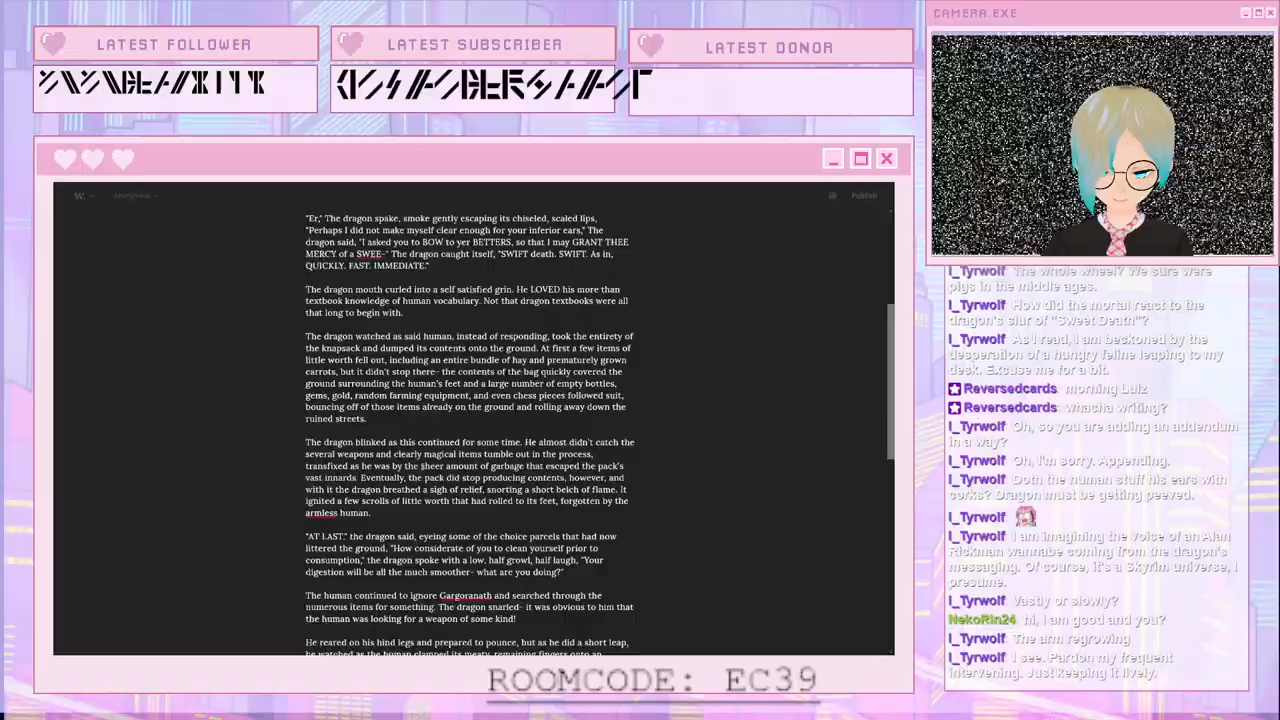 LATEST FOLLOWER
LATEST SUBSCRIBER
LATEST DONOR
CAMERA.EXE
W.
Anonymous
Publish
"Er," The dragon spake, smoke gently escaping its chiseled, scaled lips,
"Perhaps I did not make myself clear enough for your inferior ears," The
dragon said, "I asked you to BOW to yer BETTERS, so that I may GRANT THEE
MERCY of a SWEE-" The dragon caught itself, "SWIFT death. SWIFT. As in,
QUICKLY. FAST. IMMEDIATE."
The dragon mouth curled into a self satisfied grin. He LOVED his more than
textbook knowledge of human vocabulary. Not that dragon textbooks were all
that long to begin with.
The dragon watched as said human, instead of responding, took the entirety of
the knapsack and dumped its contents onto the ground. At first a few items of
little worth fell out, including an entire bundle of hay and prematurely grown
carrots, but it didn't stop there- the contents of the bag quickly covered the
ground surrounding the human's feet and a large number of empty bottles,
gems, gold, random farming equipment, and even chess pieces followed suit,
bouncing off of those items already on the ground and rolling away down the
ruined streets.
The dragon blinked as this continued for some time. He almost didn't catch the
several weapons and clearly magical items tumble out in the process,
transfixed as he was by the sheer amount of garbage that escaped the pack's
vast innards. Eventually, the pack did stop producing contents, however, and
with it the dragon breathed a sigh of relief, snorting a short belch of flame. It
ignited a few scrolls of little worth that had rolled to its feet, forgotten by the
armless human.
"AT LAST," the dragon said, eyeing some of the choice parcels that had now
littered the ground. "How considerate of you to clean yourself prior to
consumption," the dragon spoke with a low, half growl, half laugh, "Your
digestion will be all the much smoother- what are you doing?"
The human continued to ignore Gargoranath and searched through the
numerous items for something. The dragon snarled- it was obvious to him that
the human was looking for a weapon of some kind!
He reared on his hind legs and prepared to pounce, but as he did a short leap,
he watched as the human clamped its meaty, remaining fingers onto an
I_Tyrwolf The whole wheel? We sure were
pigs in the middle ages.
I_Tyrwolf How did the mortal react to the
dragon's slur of "Sweet Death"?
I_Tyrwolf As I read, I am beckoned by the
desperation of a hungry feline leaping to my
desk. Excuse me for a bit.
Reversedcards morning Lulz
Reversedcards whacha writing?
I_Tyrwolf Oh, so you are adding an addendum
in a way?
I_Tyrwolf Oh, I'm sorry. Appending.
I_Tyrwolf Doth the human stuff his ears with
corks? Dragon must be getting peeved.
I_Tyrwolf
I_Tyrwolf I am imagining the voice of an Alan
Rickman wannabe coming from the dragon's
messaging. Of course, it's a Skyrim universe, I
presume.
I_Tyrwolf Vastly or slowly?
NekoRin24 hi, I am good and you?
I_Tyrwolf The arm regrowing
I_Tyrwolf I see. Pardon my frequent
intervening. Just keeping it lively.
ROOMCODE: EC39